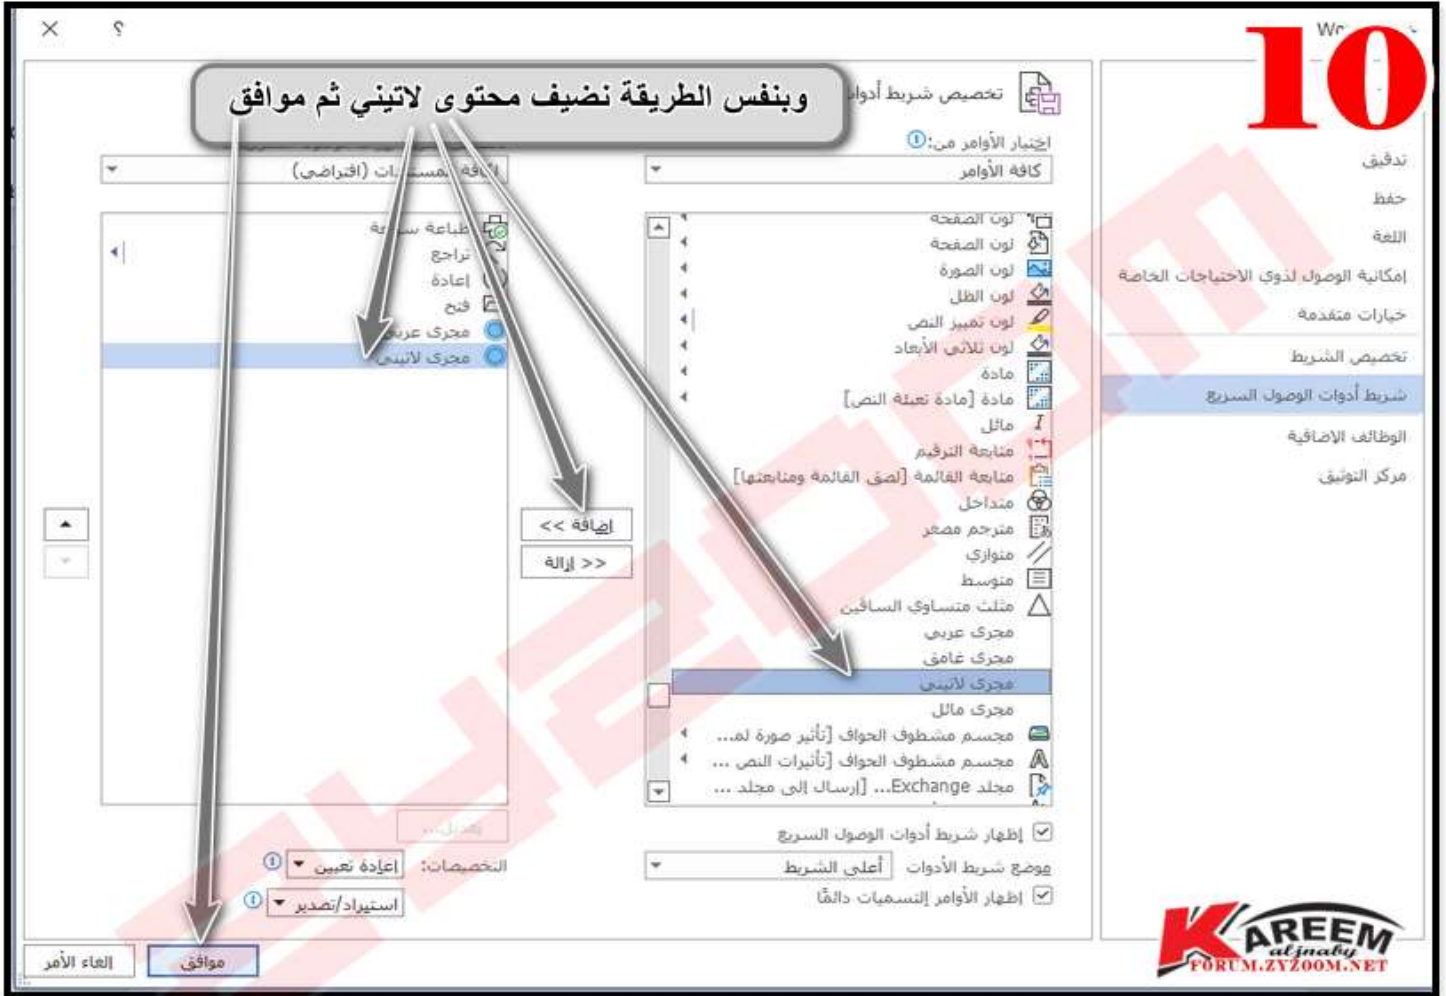 10
وبنفس الطريقة نضيف محتوى لاتيني ثم موافق
؟
تدقيق
حفظ
اللغة
إمكانية الوصول لذوي الاحتياجات الخاصة
خيارات متقدمة
تخصيص الشريط
شريط أدوات الوصول السريع
الوظائف الإضافية
مركز التوثيق
تخصيص شريط
اختيار الأوامر من:
كافة الأوامر
لون الصفحة
لون الصفحة
لون الصورة
لون الظل
لون تمييز النص
لون ثلاثي الأبعاد
مادة
مادة [مادة تعبئة النص]
مائل
متابعة الترقيم
متابعة القائمة [لصق القائمة ومتابعتها]
متداخل
مترجم مصغر
متوازي
متوسط
مثلث متساوي الساقين
مجرى عربي
مجرى غامق
مجرى لاتيني
مجرى مائل
مجسم مشطوف الحواف [تأثير صورة لمـ...
مجسم مشطوف الحواف [تأثيرات النص ...
مجلد Exchange... [إرسال إلى مجلد ...
إظهار شريط أدوات الوصول السريع
موضع شريط الأدوات أعلى الشريط
إظهار الأوامر التسميات دائمًا
إضافة >>
<< إزالة
(افتراضي)
طباعة
تراجع
إعادة
فتح
مجرى عربي
مجرى لاتيني
تعديل...
التخصيصات: إعادة تعيين
استيراد/تصدير
موافق
إلغاء الأمر
KAREEM
aljnaby
FORUM.ZYZOOM.NET
ZYZOOM